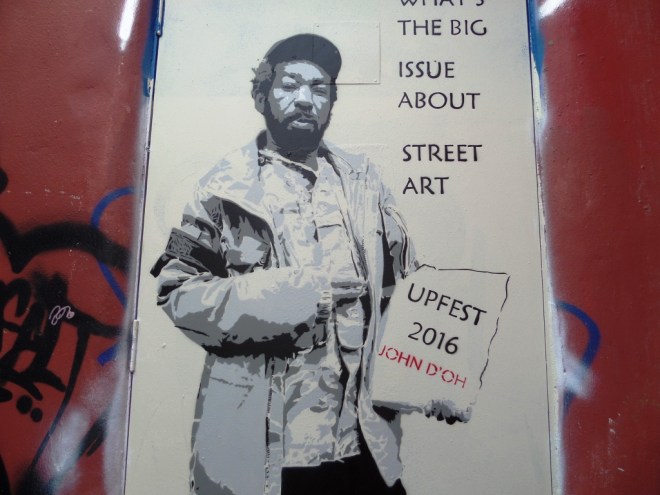 WHAT'S
THE BIG
ISSUE
ABOUT
STREET
ART
UPFEST
2016
JOHN D'OH